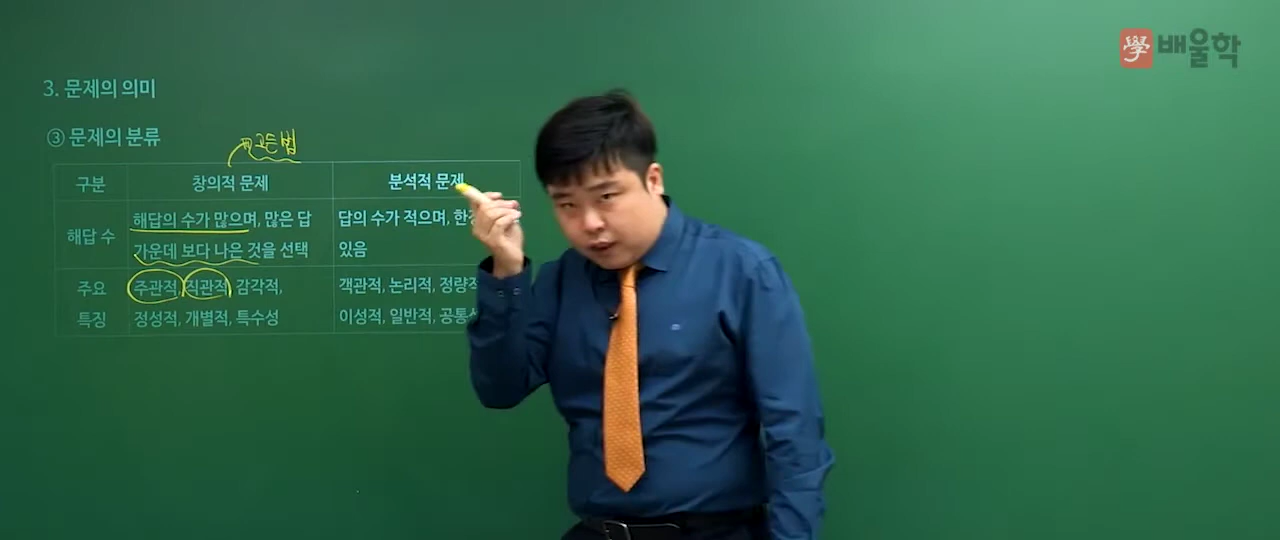 學 배울학
3. 문제의 의미
③ 문제의 분류
모든 법
구분 창의적 문제 분석적 문제
해답 수 해답의 수가 많으며, 많은 답 가운데 보다 나은 것을 선택 답의 수가 적으며, 있음
주요 특징 주관적, 직관적, 감각적, 정성적, 개별적, 특수성 객관적, 논리적, 이성적, 일반적,